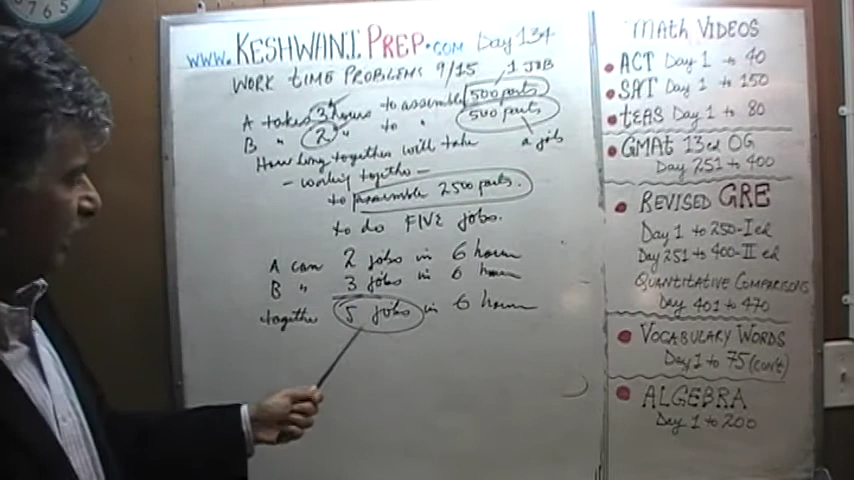 www.KESHWANI PREP.com Day 134
WORK tiME PROBLEMS 9/15
1 JOB
A takes 3 hours to assemble 500 parts
B " 2 " to " 500 parts
a job
How long together will take
- working together -
to assemble 2500 parts.
to do FIVE jobs.
A can 2 jobs in 6 hours
B " 3 jobs in 6 hours
together 5 jobs in 6 hours
MAth VIDEOS
ACT Day 1 to 40
SAT Day 1 to 150
tEAS Day 1 to 80
GMAt 13ed OG
Day 251 to 400
REVISED GRE
Day 1 to 250-I ed
Day 251 to 400-II ed
QUANTITATIVE COMPARISONS
Day 401 to 470
VOCABULARY WORDS
Day 1 to 75 (con't)
ALGEBRA
Day 1 to 200
7 6 5